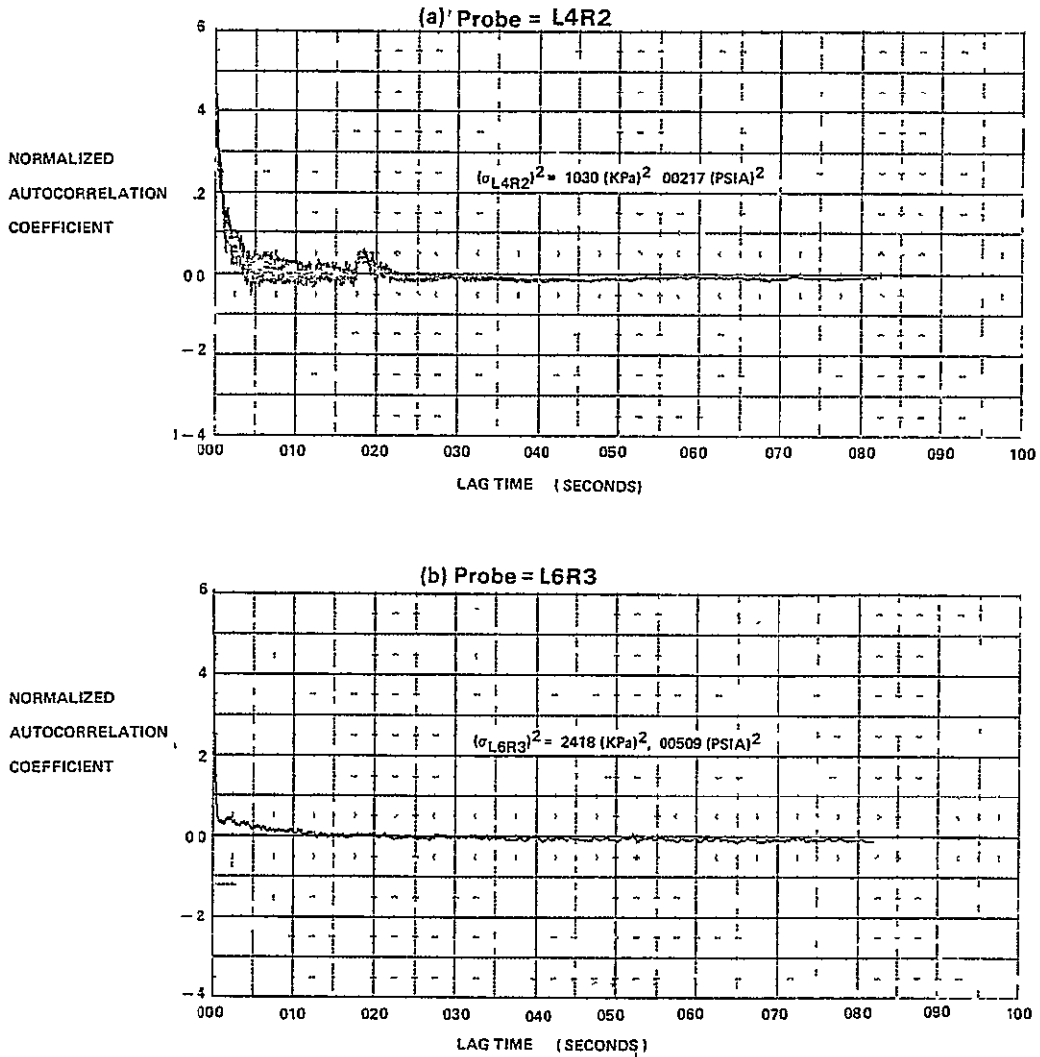 (a)' Probe = L4R2
6
4
NORMALIZED
AUTOCORRELATION
COEFFICIENT
(σL4R2)² = 1030 (KPa)² 00217 (PSIA)²
.2
0 0
−2
1−4
000 010 020 030 040 050 060 070 080 090 100
LAG TIME (SECONDS)
(b) Probe = L6R3
6
4
NORMALIZED
AUTOCORRELATION
COEFFICIENT
(σL6R3)² = 2418 (KPa)², 00509 (PSIA)²
2
0 0
−2
−4
000 010 020 030 040 050 060 070 080 090 100
LAG TIME (SECONDS)